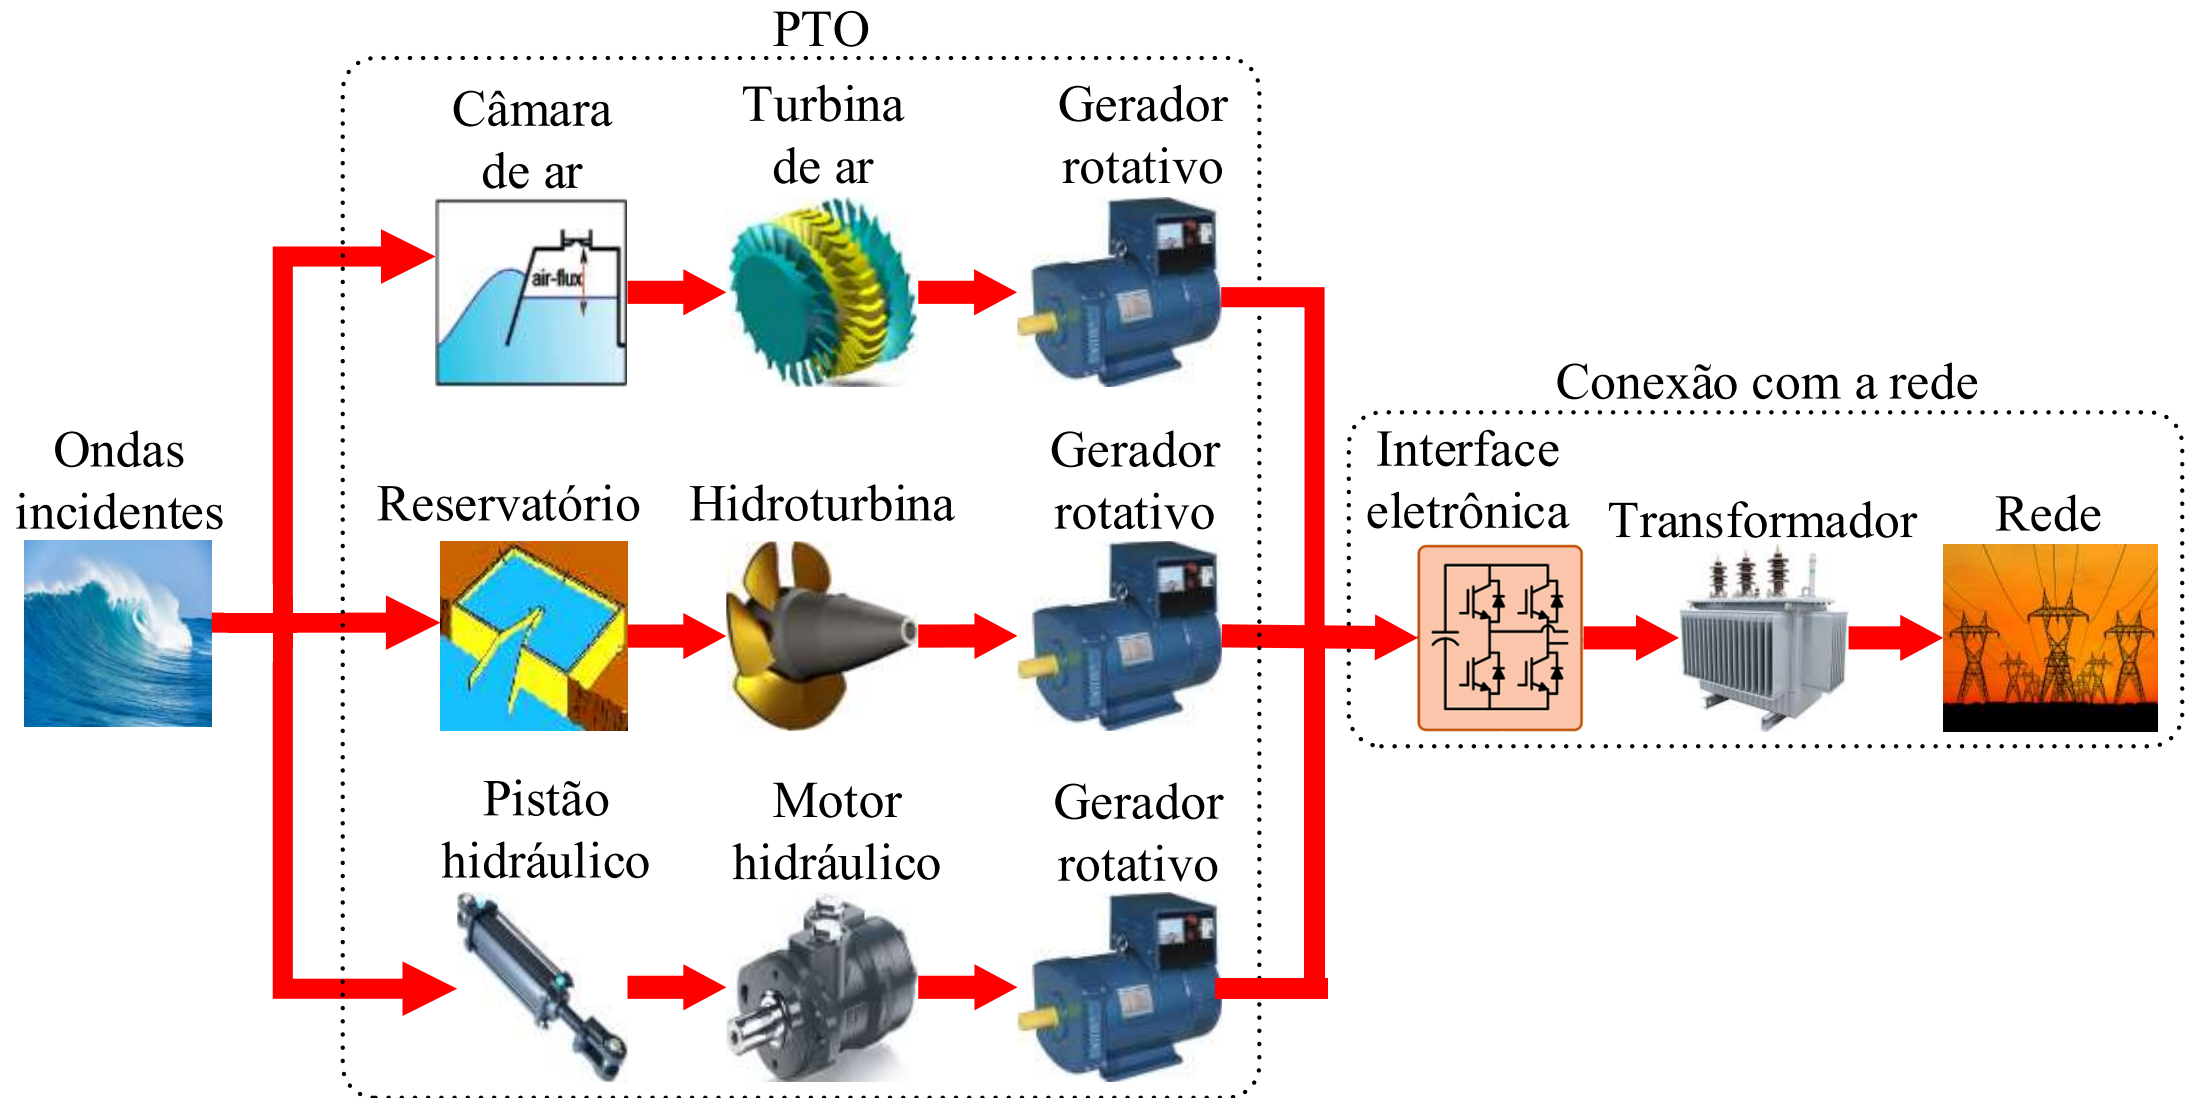 PTO
Câmara
de ar
Turbina
de ar
Gerador
rotativo
air-flux
Conexão com a rede
Ondas
incidentes
Reservatório
Hidroturbina
Gerador
rotativo
Interface
eletrônica
Transformador
Rede
Pistão
hidráulico
Motor
hidráulico
Gerador
rotativo